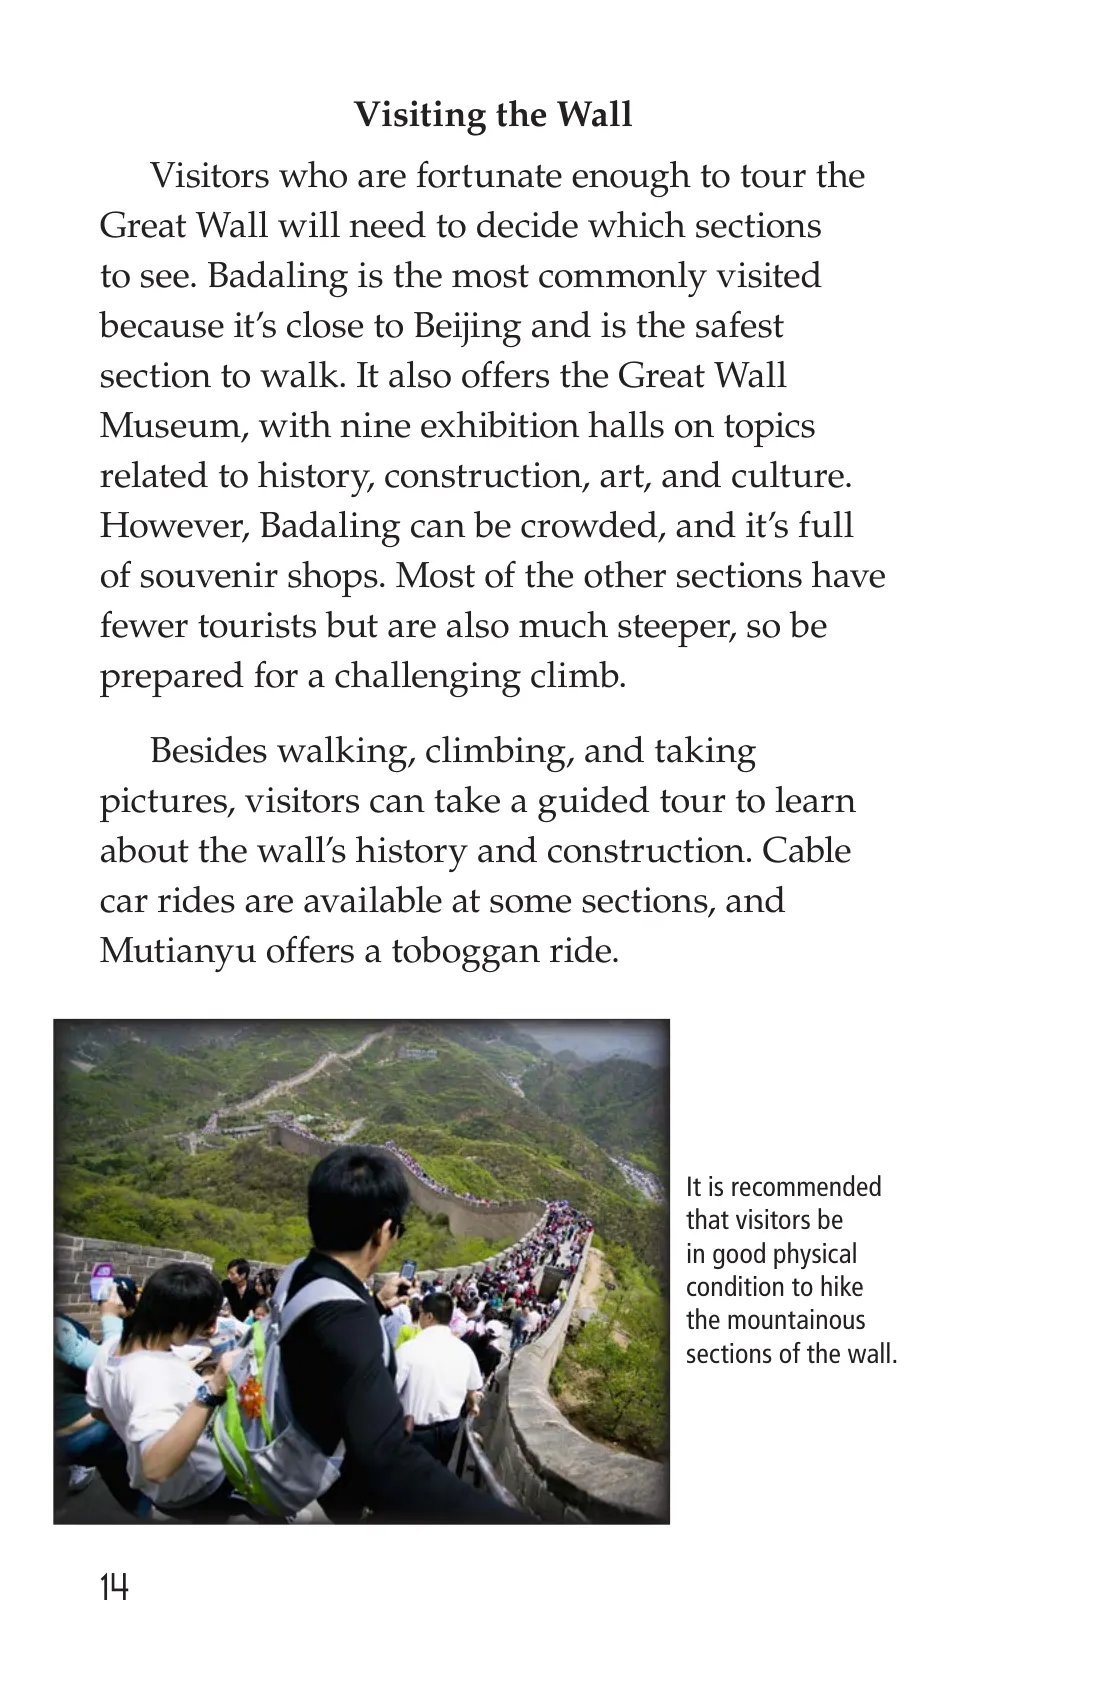 Visiting the Wall
Visitors who are fortunate enough to tour the
Great Wall will need to decide which sections
to see. Badaling is the most commonly visited
because it’s close to Beijing and is the safest
section to walk. It also offers the Great Wall
Museum, with nine exhibition halls on topics
related to history, construction, art, and culture.
However, Badaling can be crowded, and it’s full
of souvenir shops. Most of the other sections have
fewer tourists but are also much steeper, so be
prepared for a challenging climb.
Besides walking, climbing, and taking
pictures, visitors can take a guided tour to learn
about the wall’s history and construction. Cable
car rides are available at some sections, and
Mutianyu offers a toboggan ride.
It is recommended
that visitors be
in good physical
condition to hike
the mountainous
sections of the wall.
14